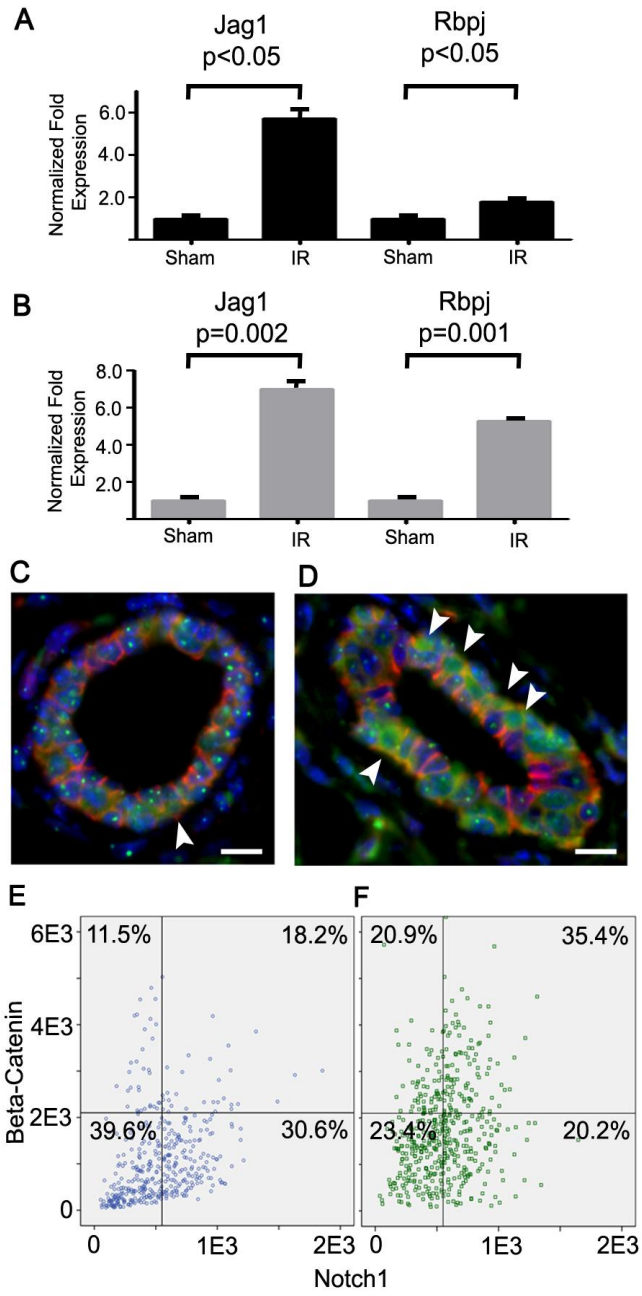 A
Jag1
p<0.05
Rbpj
p<0.05
Normalized Fold
Expression
6.0
4.0
2.0
Sham
IR
Sham
IR
B
Jag1
p=0.002
Rbpj
p=0.001
Normalized Fold
Expression
8.0
6.0
4.0
2.0
Sham
IR
Sham
IR
C
D
E
F
Beta-Catenin
6E3
4E3
2E3
0
11.5%
18.2%
39.6%
30.6%
20.9%
35.4%
23.4%
20.2%
0
1E3
2E3
0
1E3
2E3
Notch1